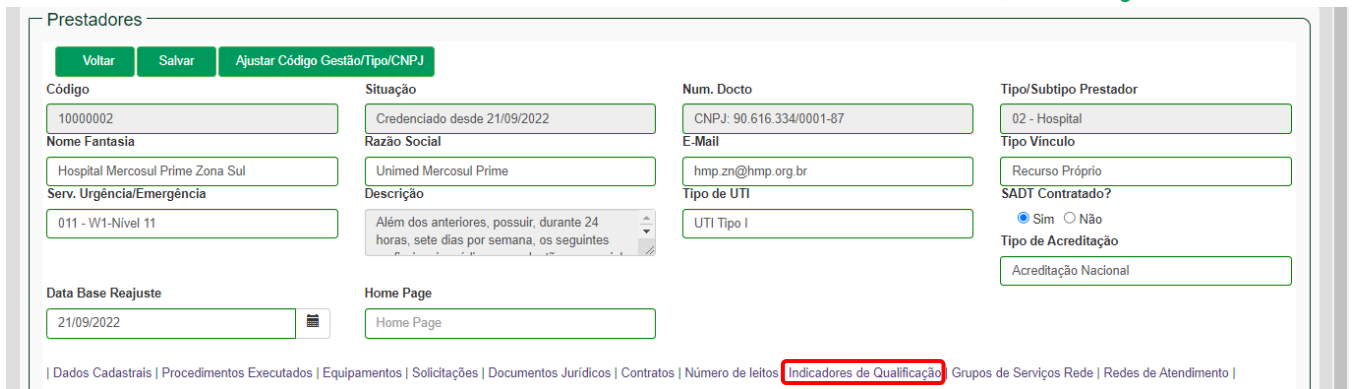 Prestadores
Voltar Salvar Ajustar Código Gestão/Tipo/CNPJ
Código Situação Num. Docto Tipo/Subtipo Prestador
10000002 Credenciado desde 21/09/2022 CNPJ: 90.616.334/0001-87 02 - Hospital
Nome Fantasia Razão Social E-Mail Tipo Vínculo
Hospital Mercosul Prime Zona Sul Unimed Mercosul Prime hmp.zn@hmp.org.br Recurso Próprio
Serv. Urgência/Emergência Descrição Tipo de UTI SADT Contratado?
011 - W1-Nível 11 Além dos anteriores, possuir, durante 24 UTI Tipo I Sim Não
horas, sete dias por semana, os seguintes
Tipo de Acreditação
Acreditação Nacional
Data Base Reajuste Home Page
21/09/2022 Home Page
| Dados Cadastrais | Procedimentos Executados | Equipamentos | Solicitações | Documentos Jurídicos | Contratos | Número de leitos | Indicadores de Qualificação | Grupos de Serviços Rede | Redes de Atendimento |